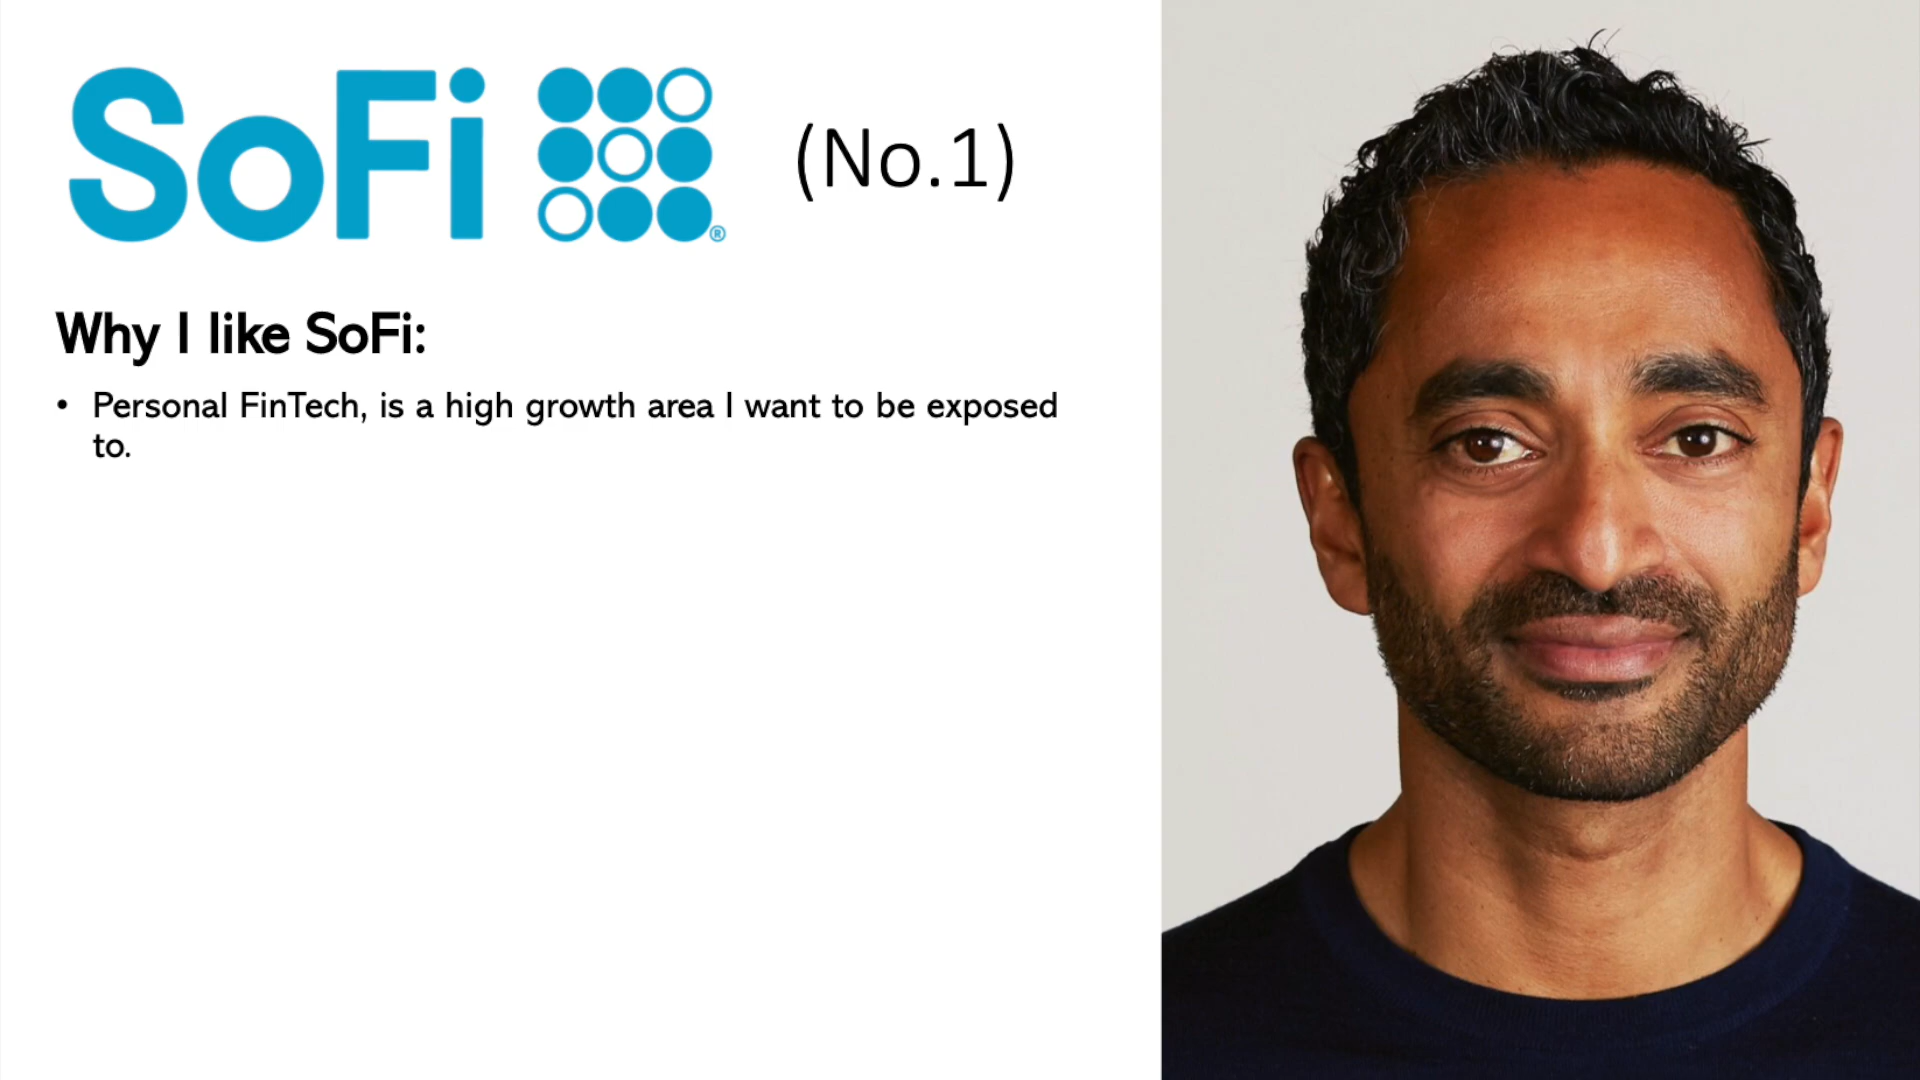 SoFi ® (No.1)
Why I like SoFi:
• Personal FinTech, is a high growth area I want to be exposed
to.